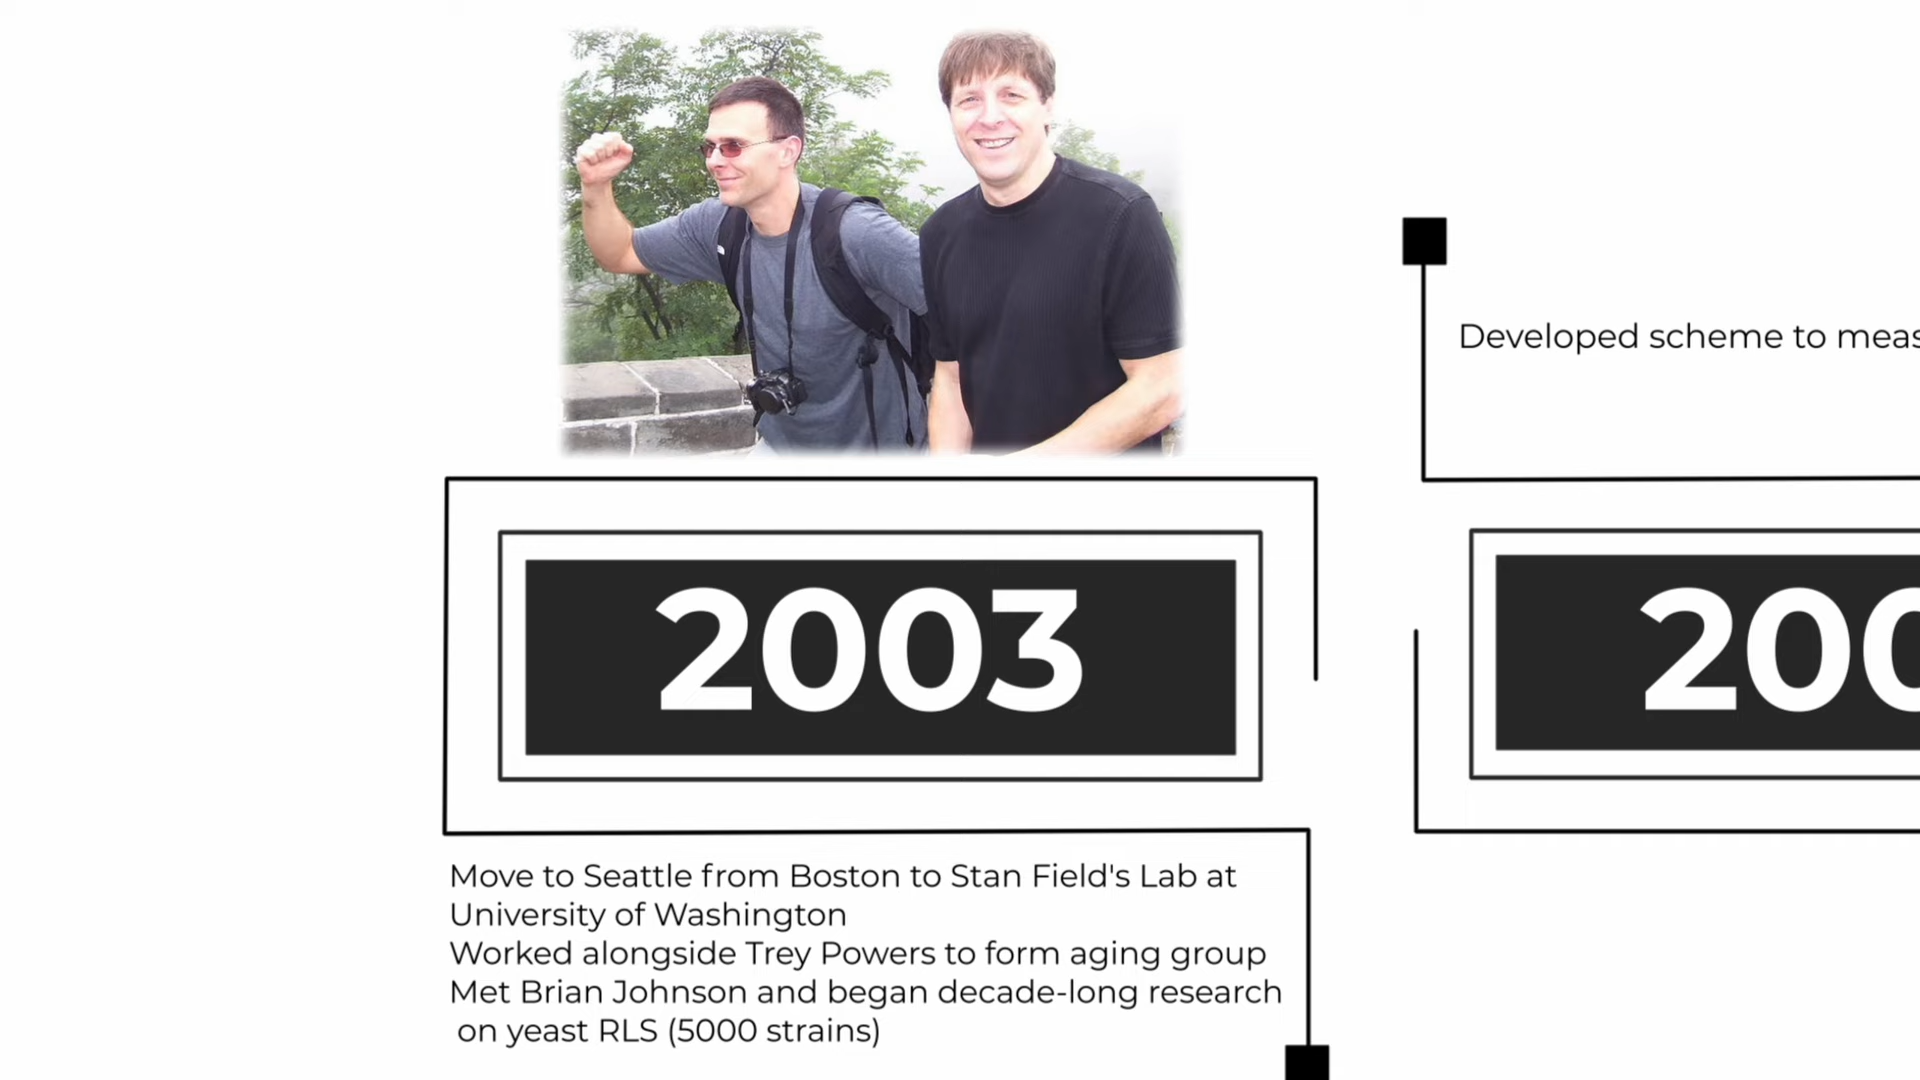 2003
Move to Seattle from Boston to Stan Field's Lab at
University of Washington
Worked alongside Trey Powers to form aging group
Met Brian Johnson and began decade-long research
on yeast RLS (5000 strains)
Developed scheme to meas
200